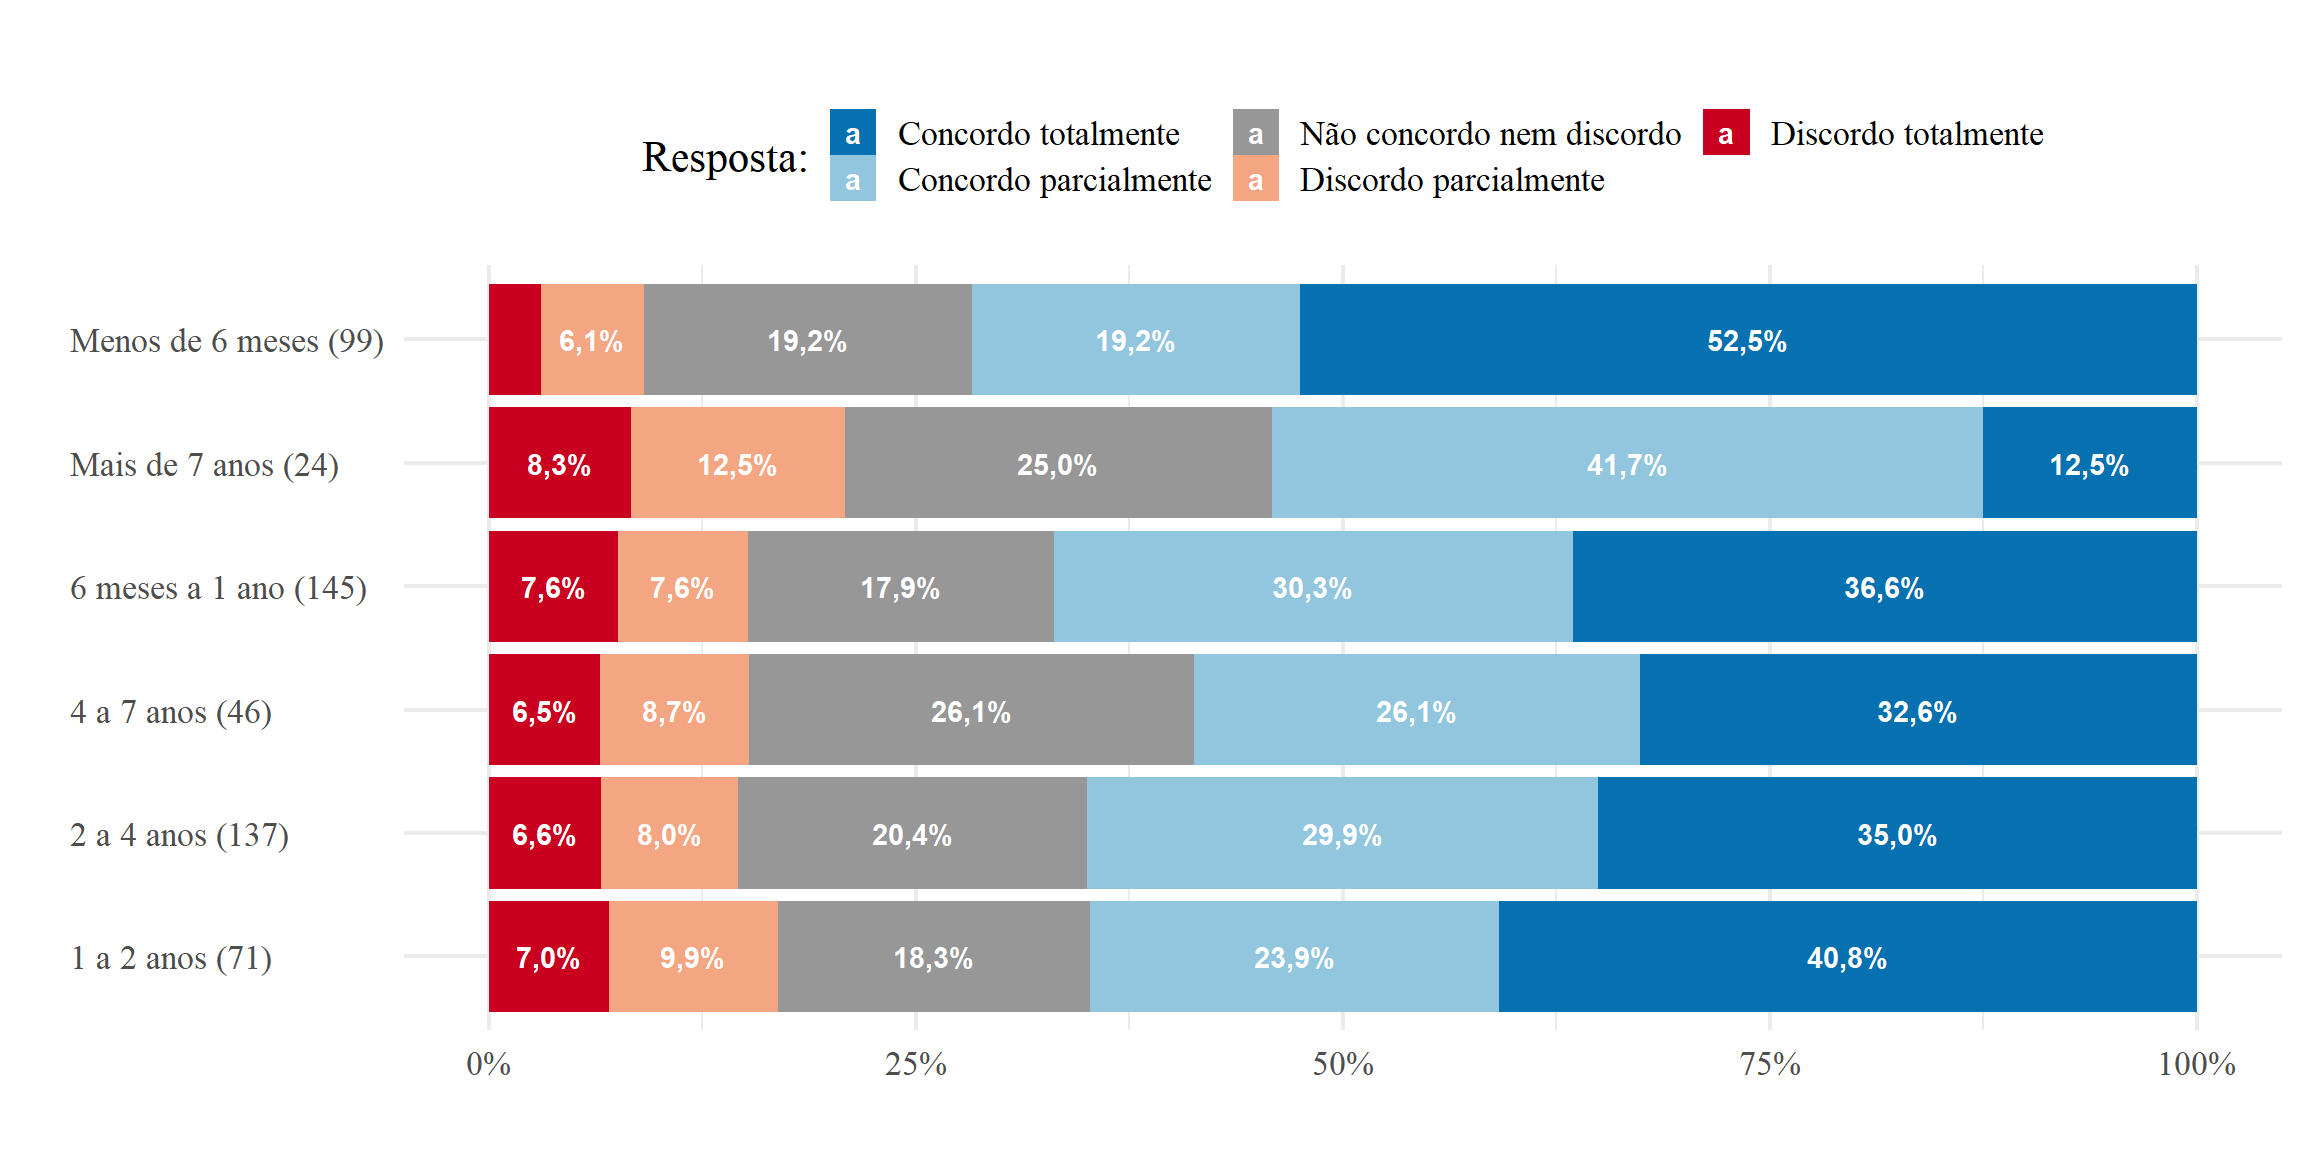 Resposta:
a Concordo totalmente
a Concordo parcialmente
a Não concordo nem discordo
a Discordo parcialmente
a Discordo totalmente
Menos de 6 meses (99) 6,1% 19,2% 19,2% 52,5%
Mais de 7 anos (24) 8,3% 12,5% 25,0% 41,7% 12,5%
6 meses a 1 ano (145) 7,6% 7,6% 17,9% 30,3% 36,6%
4 a 7 anos (46) 6,5% 8,7% 26,1% 26,1% 32,6%
2 a 4 anos (137) 6,6% 8,0% 20,4% 29,9% 35,0%
1 a 2 anos (71) 7,0% 9,9% 18,3% 23,9% 40,8%
0% 25% 50% 75% 100%